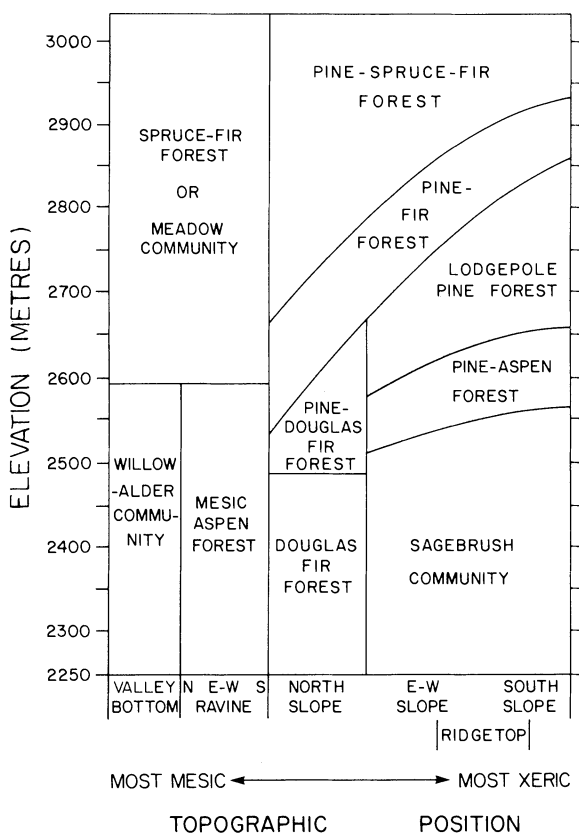 ELEVATION (METRES)
3000
2900
2800
2700
2600
2500
2400
2300
2250
SPRUCE-FIR
FOREST
OR
MEADOW
COMMUNITY
PINE-SPRUCE-FIR
FOREST
PINE-
FIR
FOREST
LODGEPOLE
PINE FOREST
PINE-ASPEN
FOREST
PINE-
DOUGLAS
FIR
FOREST
WILLOW
-ALDER
COMMU-
NITY
MESIC
ASPEN
FOREST
DOUGLAS
FIR
FOREST
SAGEBRUSH
COMMUNITY
VALLEY
BOTTOM
N E-W S
RAVINE
NORTH
SLOPE
E-W
SLOPE
SOUTH
SLOPE
RIDGETOP
MOST MESIC
MOST XERIC
TOPOGRAPHIC POSITION